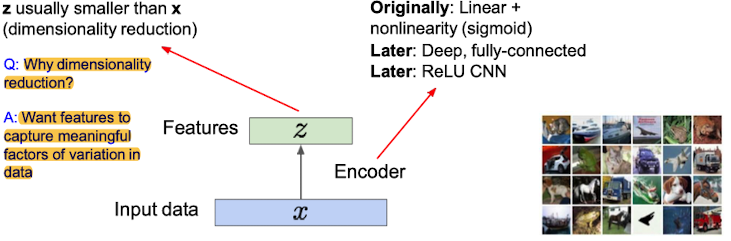 z usually smaller than x
(dimensionality reduction)
Q: Why dimensionality
reduction?
A: Want features to
capture meaningful
factors of variation in
data
Originally: Linear +
nonlinearity (sigmoid)
Later: Deep, fully-connected
Later: ReLU CNN
Features
z
Encoder
Input data
x